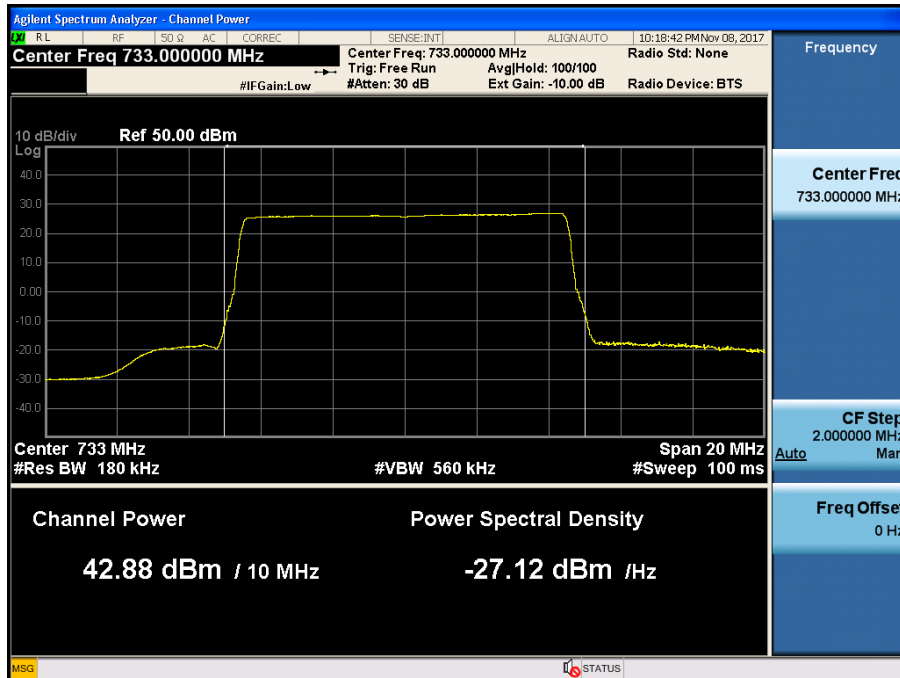 Agilent Spectrum Analyzer - Channel Power
LXI RL RF 50 Ω AC CORREC SENSE:INT ALIGN AUTO 10:18:42 PM Nov 08, 2017
Center Freq 733.000000 MHz
Center Freq: 733.000000 MHz Radio Std: None
Trig: Free Run Avg|Hold: 100/100
#IFGain:Low #Atten: 30 dB Ext Gain: -10.00 dB Radio Device: BTS
10 dB/div Ref 50.00 dBm
Log
40.0
30.0
20.0
10.0
0.00
-10.0
-20.0
-30.0
-40.0
Center 733 MHz Span 20 MHz
#Res BW 180 kHz #VBW 560 kHz #Sweep 100 ms
Channel Power Power Spectral Density
42.88 dBm / 10 MHz -27.12 dBm /Hz
MSG STATUS
Frequency
Center Freq
733.000000 MHz
CF Step
2.000000 MHz
Auto Man
Freq Offset
0 Hz